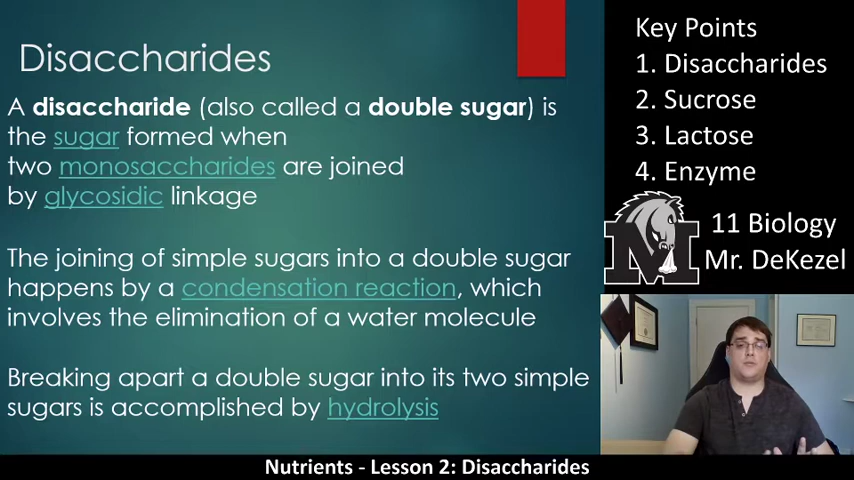 Disaccharides
A disaccharide (also called a double sugar) is
the sugar formed when
two monosaccharides are joined
by glycosidic linkage
The joining of simple sugars into a double sugar
happens by a condensation reaction, which
involves the elimination of a water molecule
Breaking apart a double sugar into its two simple
sugars is accomplished by hydrolysis
Key Points
1. Disaccharides
2. Sucrose
3. Lactose
4. Enzyme
M
11 Biology
Mr. DeKezel
Nutrients - Lesson 2: Disaccharides